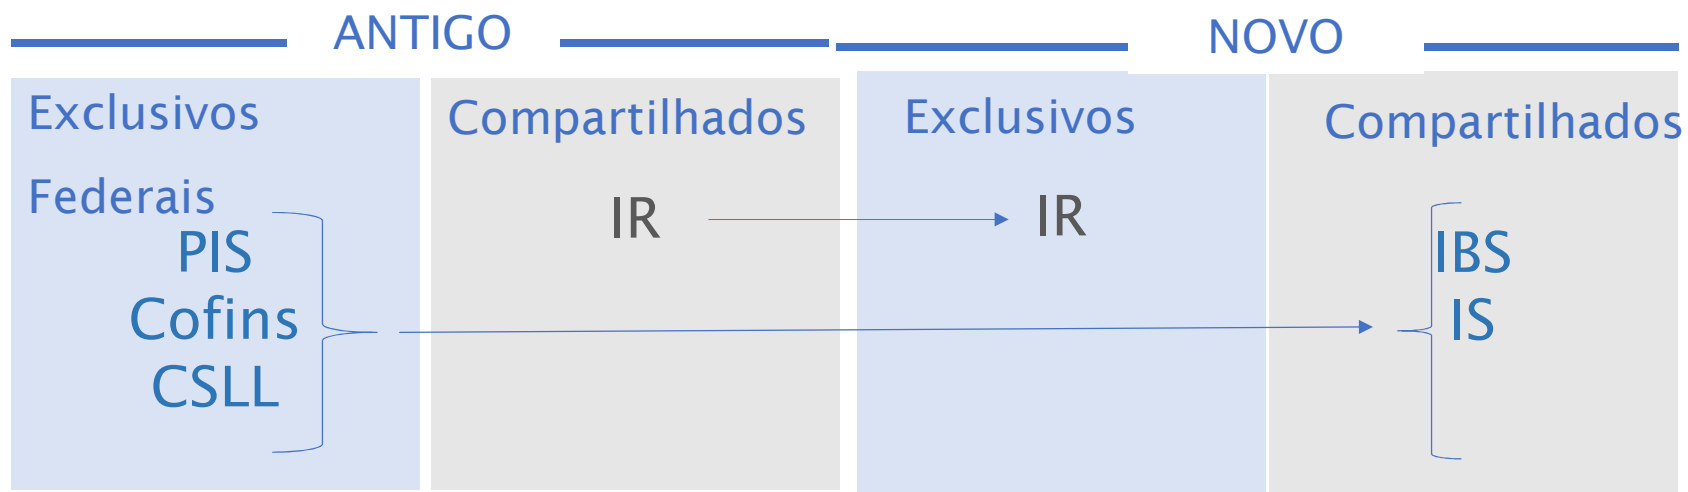 ANTIGO
NOVO
Exclusivos
Compartilhados
Exclusivos
Compartilhados
Federais
PIS
Cofins
CSLL
IR
IR
IBS
IS